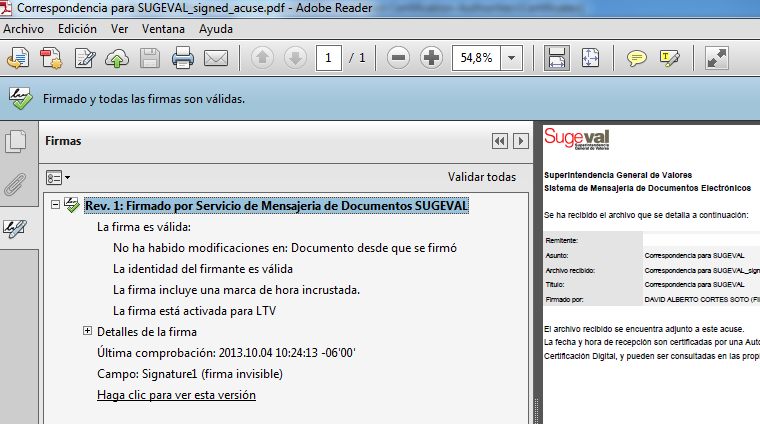 Correspondencia para SUGEVAL_signed_acuse.pdf - Adobe Reader
Archivo Edición Ver Ventana Ayuda
1 / 1 54,8%
Firmado y todas las firmas son válidas.
Firmas
Validar todas
Rev. 1: Firmado por Servicio de Mensajeria de Documentos SUGEVAL
La firma es válida:
No ha habido modificaciones en: Documento desde que se firmó
La identidad del firmante es válida
La firma incluye una marca de hora incrustada.
La firma está activada para LTV
Detalles de la firma
Última comprobación: 2013.10.04 10:24:13 -06'00'
Campo: Signature1 (firma invisible)
Haga clic para ver esta versión
Sugeval
Superintendencia
General de Valores
Superintendencia General de Valores
Sistema de Mensajería de Documentos Electrónicos
Se ha recibido el archivo que se detalla a continuación:
Remitente:
Asunto: Correspondencia para SUGEVAL
Archivo recibido: Correspondencia para SUGEVAL_sign
Título: Correspondencia para SUGEVAL
Firmado por: DAVID ALBERTO CORTES SOTO (FI
El archivo recibido se encuentra adjunto a este acuse.
La fecha y hora de recepción son certificadas por una Auto
Certificación Digital, y pueden ser consultadas en las prop